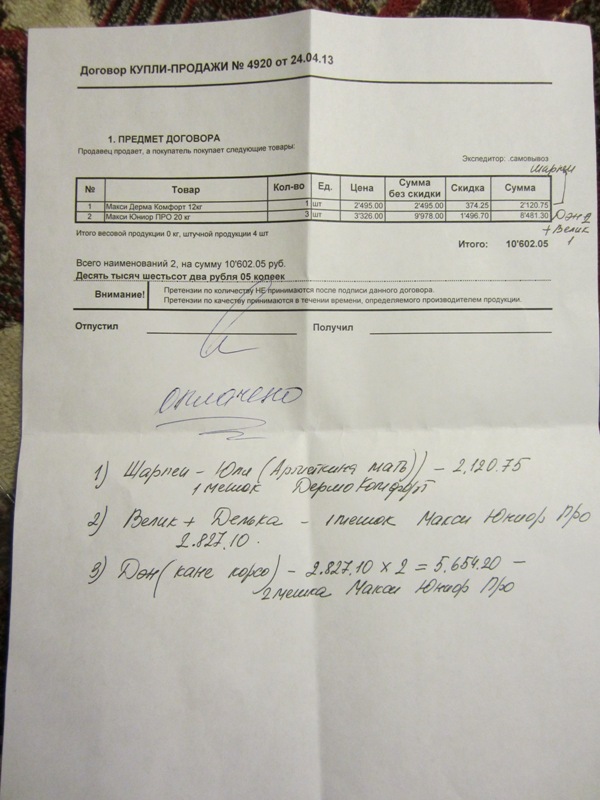 Договор КУПЛИ-ПРОДАЖИ № 4920 от 24.04.13
1. ПРЕДМЕТ ДОГОВОРА
Продавец продает, а покупатель покупает следующие товары:
Экспедитор: .самовывоз
шарпеи
№ Товар Кол-во Ед. Цена Сумма без скидки Скидка Сумма
1 Макси Дерма Комфорт 12кг 1 шт 2'495.00 2'495.00 374.25 2'120.75
2 Макси Юниор ПРО 20 кг 3 шт 3'326.00 9'978.00 1'496.70 8'481.30
Дэн 2
+ Велик
1
Итого весовой продукции 0 кг, штучной продукции 4 шт
Итого: 10'602.05
Всего наименований 2, на сумму 10'602.05 руб.
Десять тысяч шестьсот два рубля 05 копеек
Внимание! Претензии по количеству НЕ принимаются после подписи данного договора.
Претензии по качеству принимаются в течении времени, определяемого производителем продукции.
Отпустил Получил
оплачено
1) Шарпеи - Юли (Артюшкина мать)) - 2,120.75
1 мешок Дерма Комфорт
2) Велик + Делька - 1 мешок Макси Юниор Про
2.827.10.
3) Дэн (кане корсо) - 2.827.10 х 2 = 5.654.20 -
2 мешка Макси Юниор Про